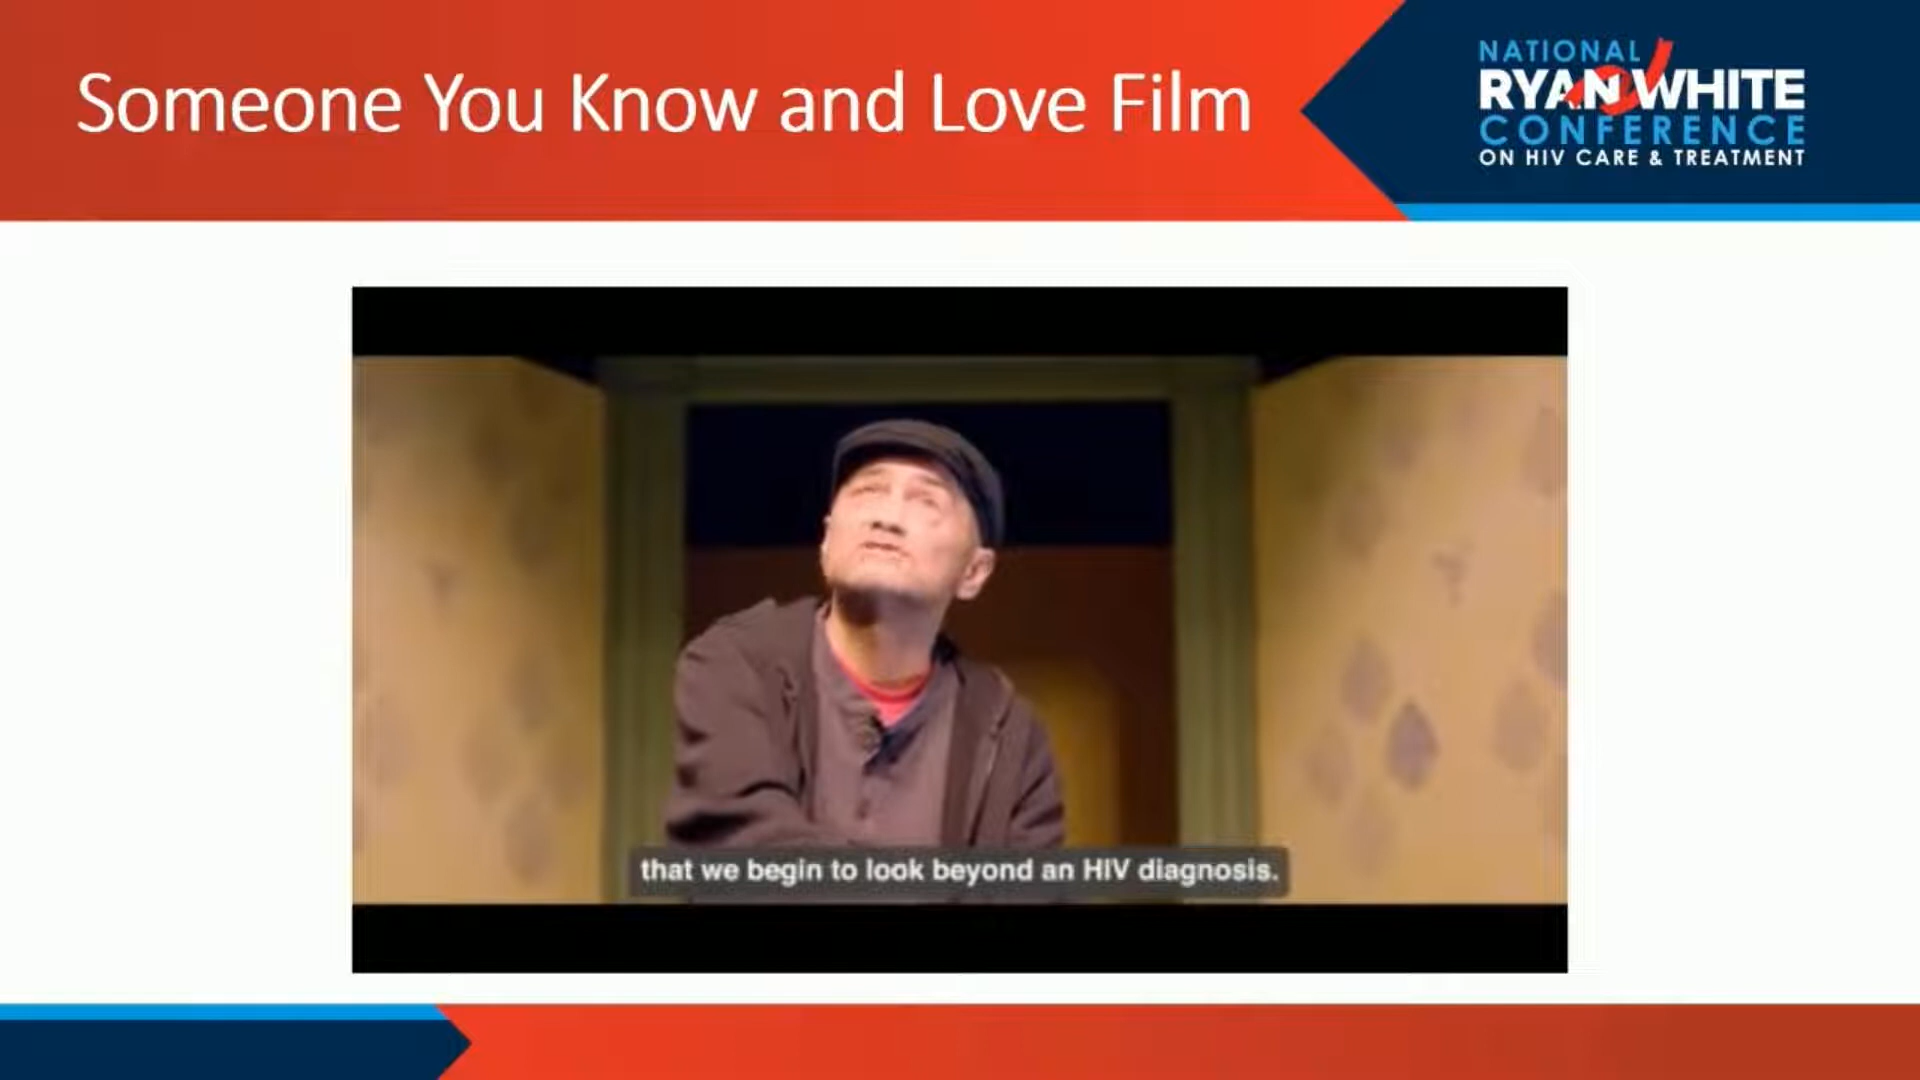 Someone You Know and Love Film
NATIONAL
RYAN WHITE
CONFERENCE
ON HIV CARE & TREATMENT
that we begin to look beyond an HIV diagnosis.